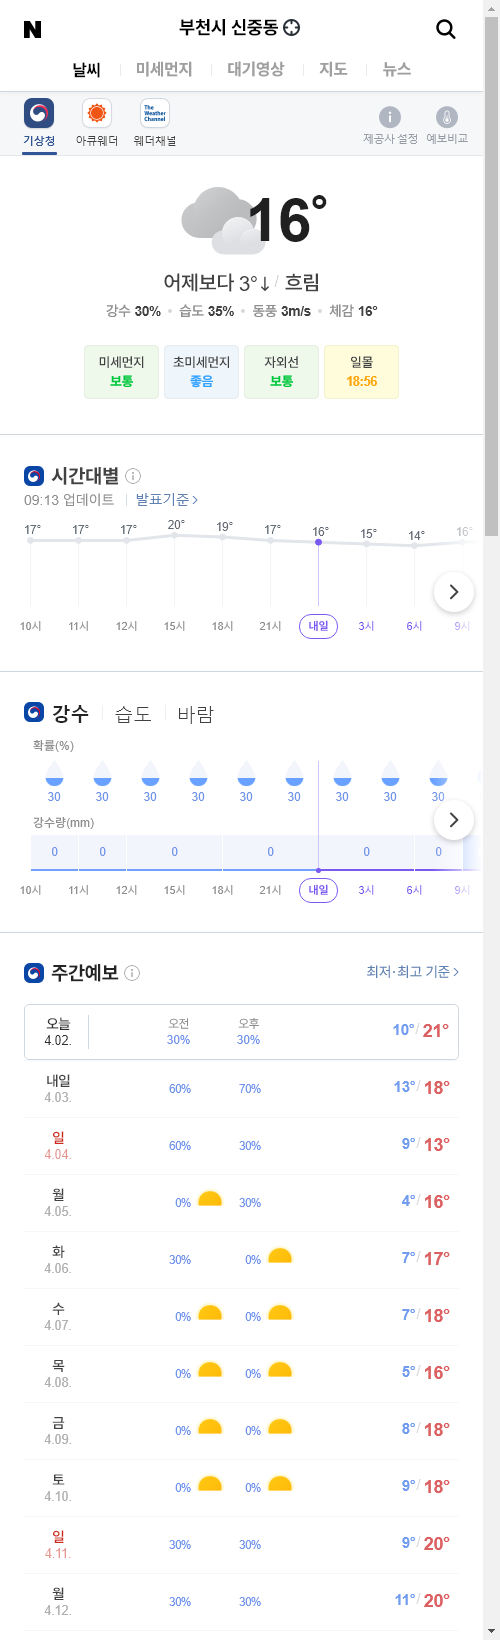 N 부천시 신중동
날씨 미세먼지 대기영상 지도 뉴스
The Weather Channel
기상청 아큐웨더 웨더채널 제공사 설정 예보비교
16°
어제보다 3°↓ / 흐림
강수 30% 습도 35% 동풍 3m/s 체감 16°
미세먼지 초미세먼지 자외선 일몰
보통 좋음 보통 18:56
시간대별
09:13 업데이트 발표기준 >
17° 17° 17° 20° 19° 17° 16° 15° 14° 16°
10시 11시 12시 15시 18시 21시 내일 3시 6시 9시
강수 습도 바람
확률(%)
30 30 30 30 30 30 30 30 30
강수량(mm)
0 0 0 0 0 0
10시 11시 12시 15시 18시 21시 내일 3시 6시 9시
주간예보 최저·최고 기준 >
오늘 오전 오후
4.02. 30% 30% 10° / 21°
내일
4.03. 60% 70% 13° / 18°
일
4.04. 60% 30% 9° / 13°
월
4.05. 0% 30% 4° / 16°
화
4.06. 30% 0% 7° / 17°
수
4.07. 0% 0% 7° / 18°
목
4.08. 0% 0% 5° / 16°
금
4.09. 0% 0% 8° / 18°
토
4.10. 0% 0% 9° / 18°
일
4.11. 30% 30% 9° / 20°
월
4.12. 30% 30% 11° / 20°